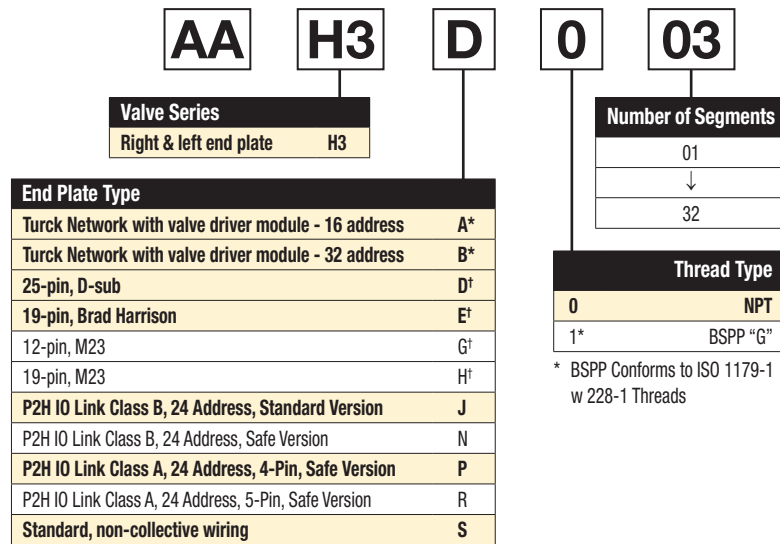 AA H3 D 0 03
Valve Series
Right & left end plate H3
End Plate Type
Turck Network with valve driver module - 16 address A*
Turck Network with valve driver module - 32 address B*
25-pin, D-sub D†
19-pin, Brad Harrison E†
12-pin, M23 G†
19-pin, M23 H†
P2H IO Link Class B, 24 Address, Standard Version J
P2H IO Link Class B, 24 Address, Safe Version N
P2H IO Link Class A, 24 Address, 4-Pin, Safe Version P
P2H IO Link Class A, 24 Address, 5-Pin, Safe Version R
Standard, non-collective wiring S
Number of Segments
01
↓
32
Thread Type
0 NPT
1* BSPP “G”
* BSPP Conforms to ISO 1179-1
w 228-1 Threads